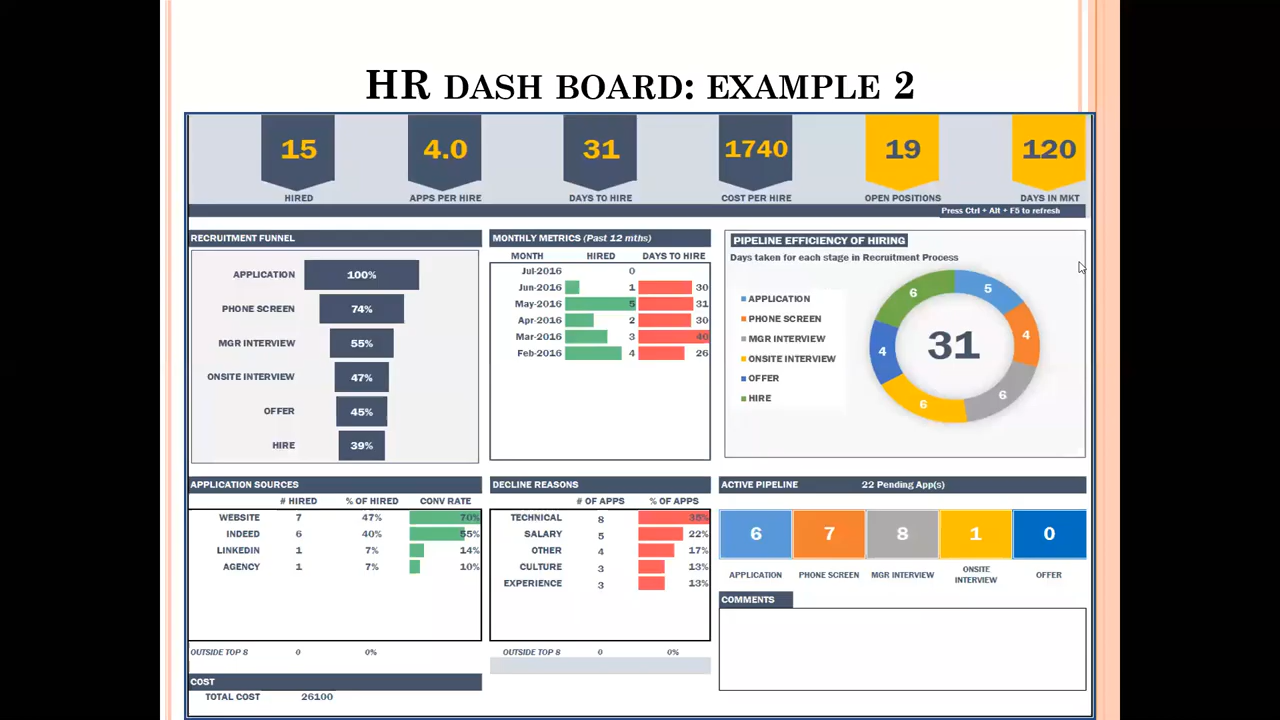 HR DASH BOARD: EXAMPLE 2
15 4.0 31 1740 19 120
HIRED APPS PER HIRE DAYS TO HIRE COST PER HIRE OPEN POSITIONS DAYS IN MKT
Press Ctrl + Alt + F5 to refresh
RECRUITMENT FUNNEL
APPLICATION 100%
PHONE SCREEN 74%
MGR INTERVIEW 55%
ONSITE INTERVIEW 47%
OFFER 45%
HIRE 39%
MONTHLY METRICS (Past 12 mths)
MONTH HIRED DAYS TO HIRE
Jul-2016 0
Jun-2016 1 30
May-2016 5 31
Apr-2016 2 30
Mar-2016 3 40
Feb-2016 4 26
PIPELINE EFFICIENCY OF HIRING
Days taken for each stage in Recruitment Process
APPLICATION
PHONE SCREEN
MGR INTERVIEW
ONSITE INTERVIEW
OFFER
HIRE
5
4
6
6
4
6
31
APPLICATION SOURCES
# HIRED % OF HIRED CONV RATE
WEBSITE 7 47% 70%
INDEED 6 40% 55%
LINKEDIN 1 7% 14%
AGENCY 1 7% 10%
OUTSIDE TOP 8 0 0%
DECLINE REASONS
# OF APPS % OF APPS
TECHNICAL 8 35%
SALARY 5 22%
OTHER 4 17%
CULTURE 3 13%
EXPERIENCE 3 13%
OUTSIDE TOP 8 0 0%
ACTIVE PIPELINE 22 Pending App(s)
6 7 8 1 0
APPLICATION PHONE SCREEN MGR INTERVIEW ONSITE INTERVIEW OFFER
COMMENTS
COST
TOTAL COST 26100